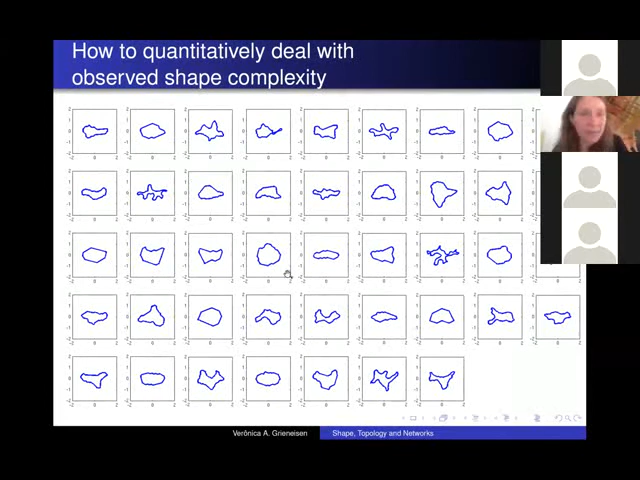 How to quantitatively deal with
observed shape complexity
Verônica A. Grieneisen
Shape, Topology and Networks